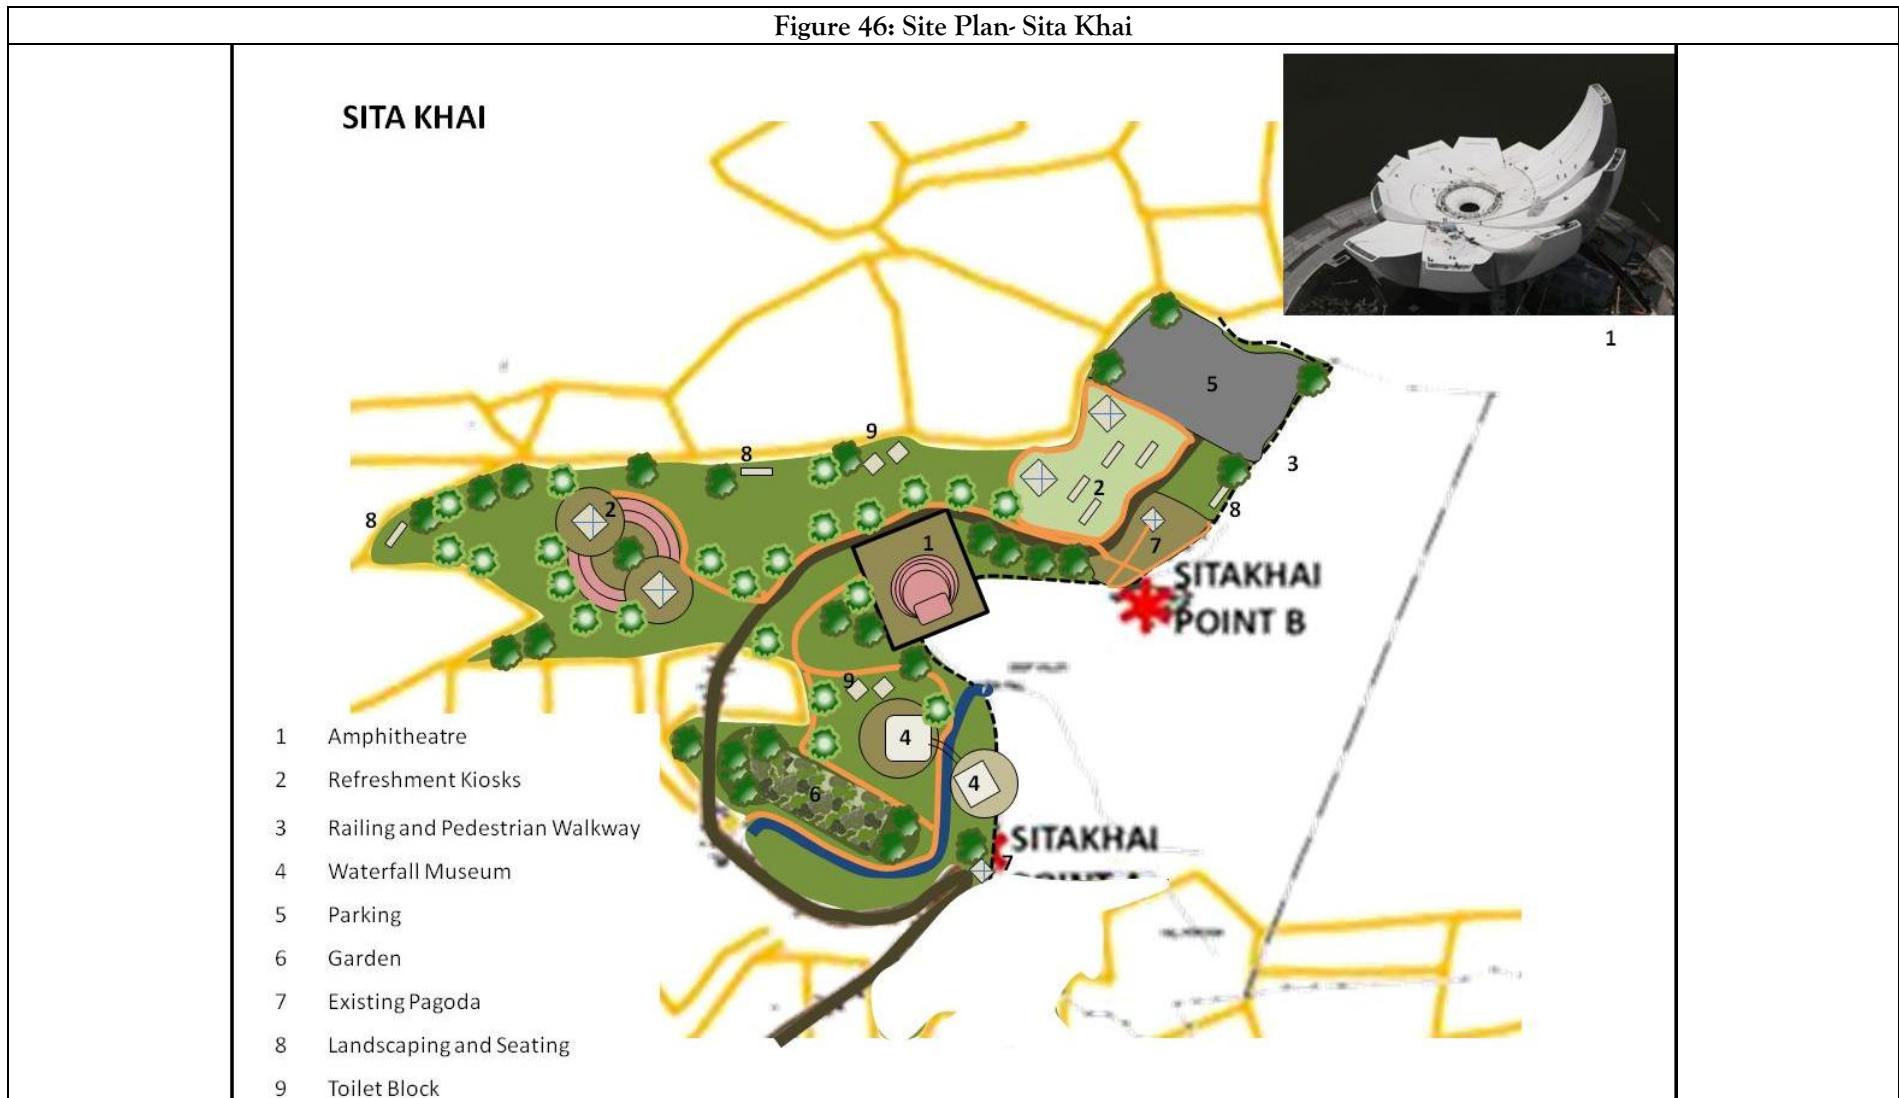 Figure 46: Site Plan- Sita Khai
SITA KHAI
1
5
9
8
3
2
2
8
8
1
7
SITAKHAI
POINT B
9
4
4
6
SITAKHAI
7
1 Amphitheatre
2 Refreshment Kiosks
3 Railing and Pedestrian Walkway
4 Waterfall Museum
5 Parking
6 Garden
7 Existing Pagoda
8 Landscaping and Seating
9 Toilet Block